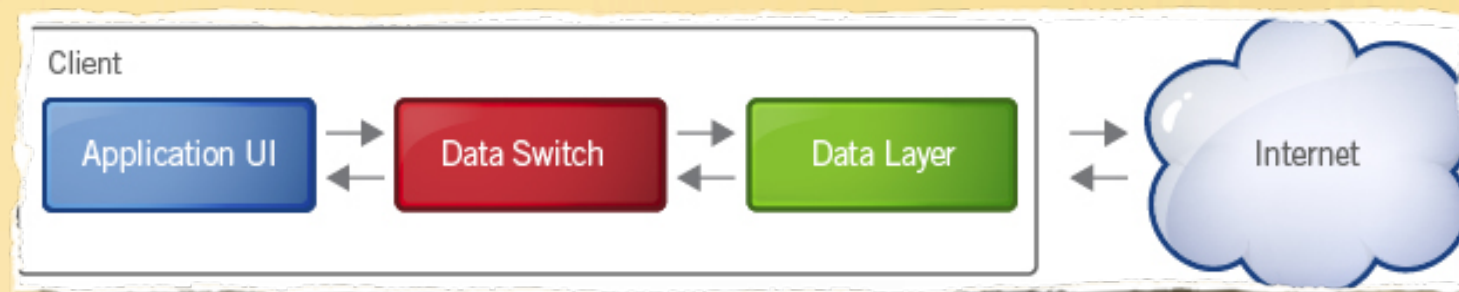 Client
Application UI
Data Switch
Data Layer
Internet